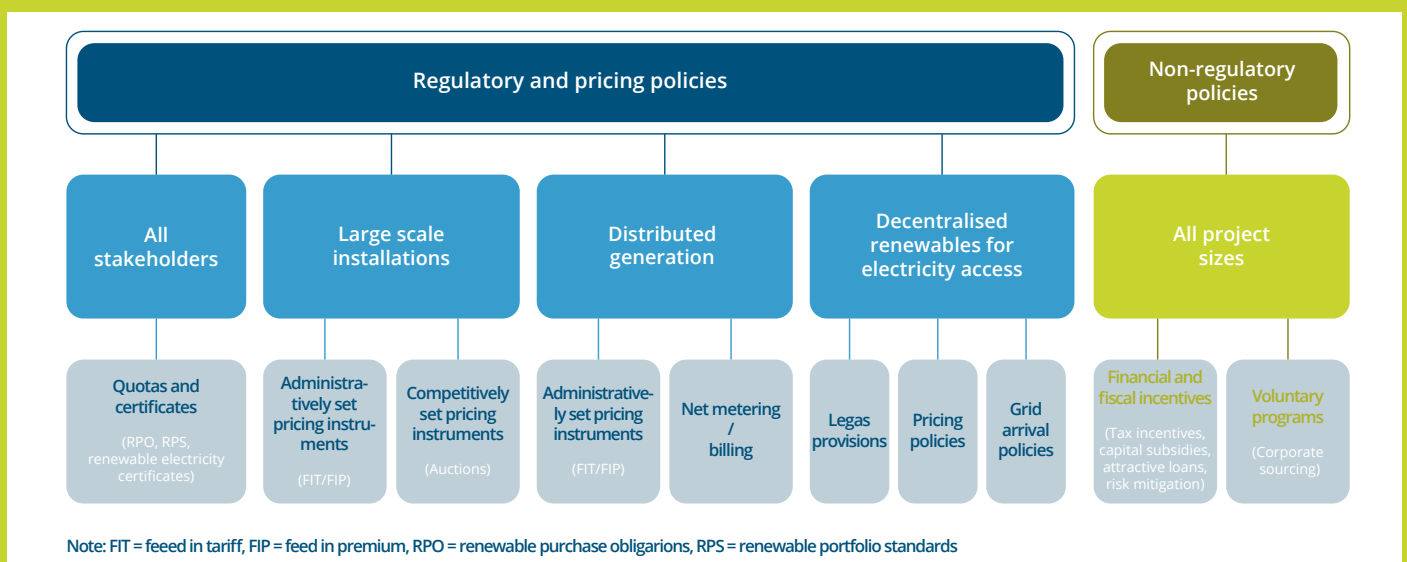 Regulatory and pricing policies
Non-regulatory
policies
All
stakeholders
Large scale
installations
Distributed
generation
Decentralised
renewables for
electricity access
All project
sizes
Quotas and
certificates
(RPO, RPS,
renewable electricity
certificates)
Administra-
tively set
pricing instru-
ments
(FIT/FIP)
Competitively
set pricing
instruments
(Auctions)
Administrative-
ly set pricing
instruments
(FIT/FIP)
Net metering
/
billing
Legas
provisions
Pricing
policies
Grid
arrival
policies
Financial and
fiscal incentives
(Tax incentives,
capital subsidies,
attractive loans,
risk mitigation)
Voluntary
programs
(Corporate
sourcing)
Note: FIT = feeed in tariff, FIP = feed in premium, RPO = renewable purchase obligarions, RPS = renewable portfolio standards